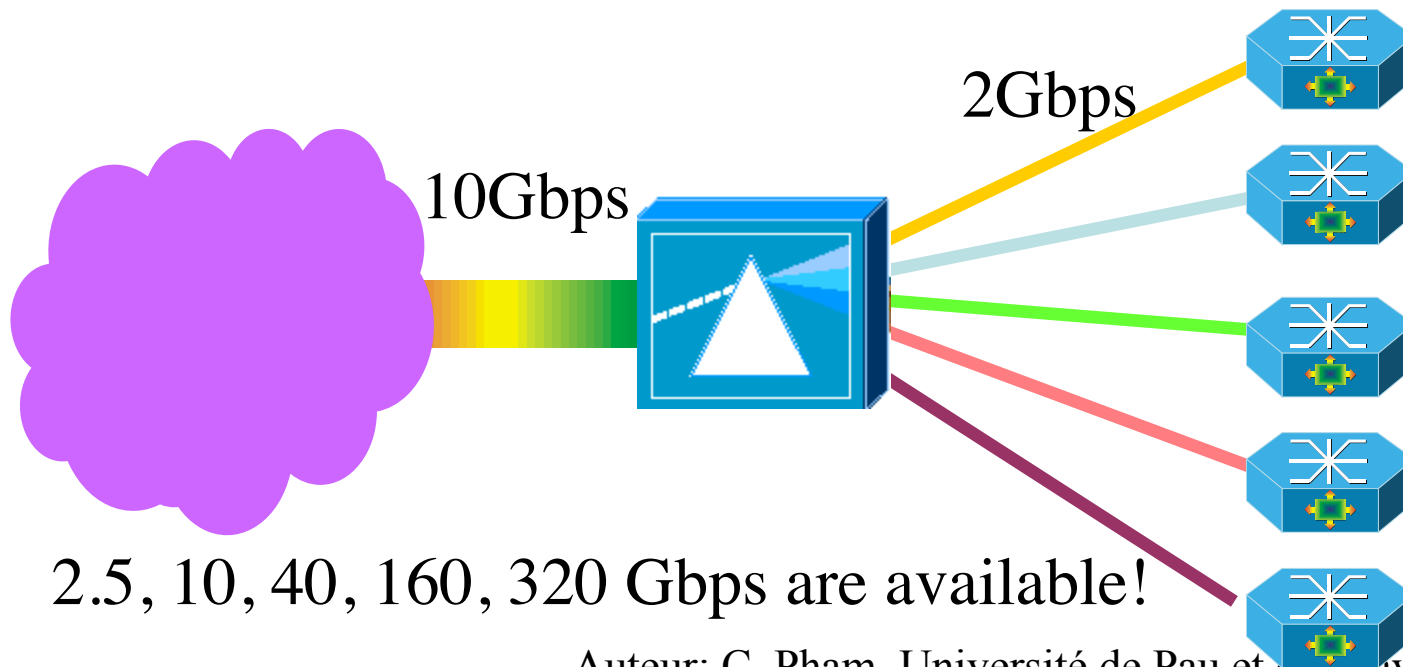 2Gbps
10Gbps
2.5, 10, 40, 160, 320 Gbps are available!
Auteur: C. Pham, Université de Pau et